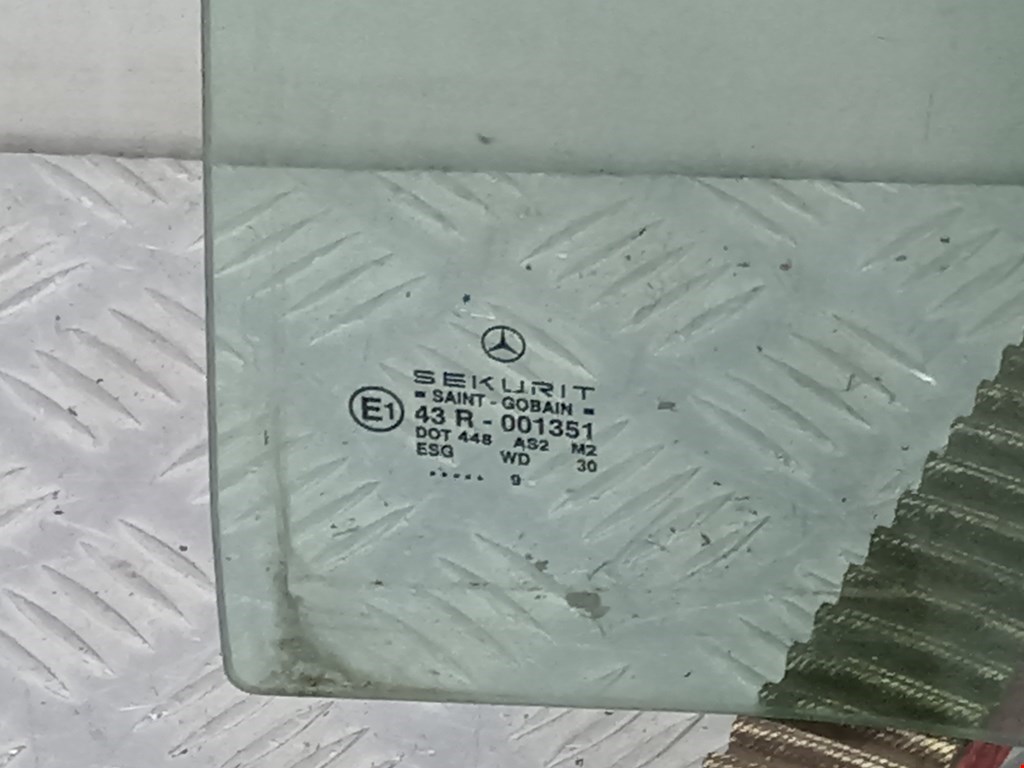 SEKURIT
SAINT - GOBAIN
E1 43 R - 001351
DOT 448 AS2 M2
ESG WD 30
..... 9